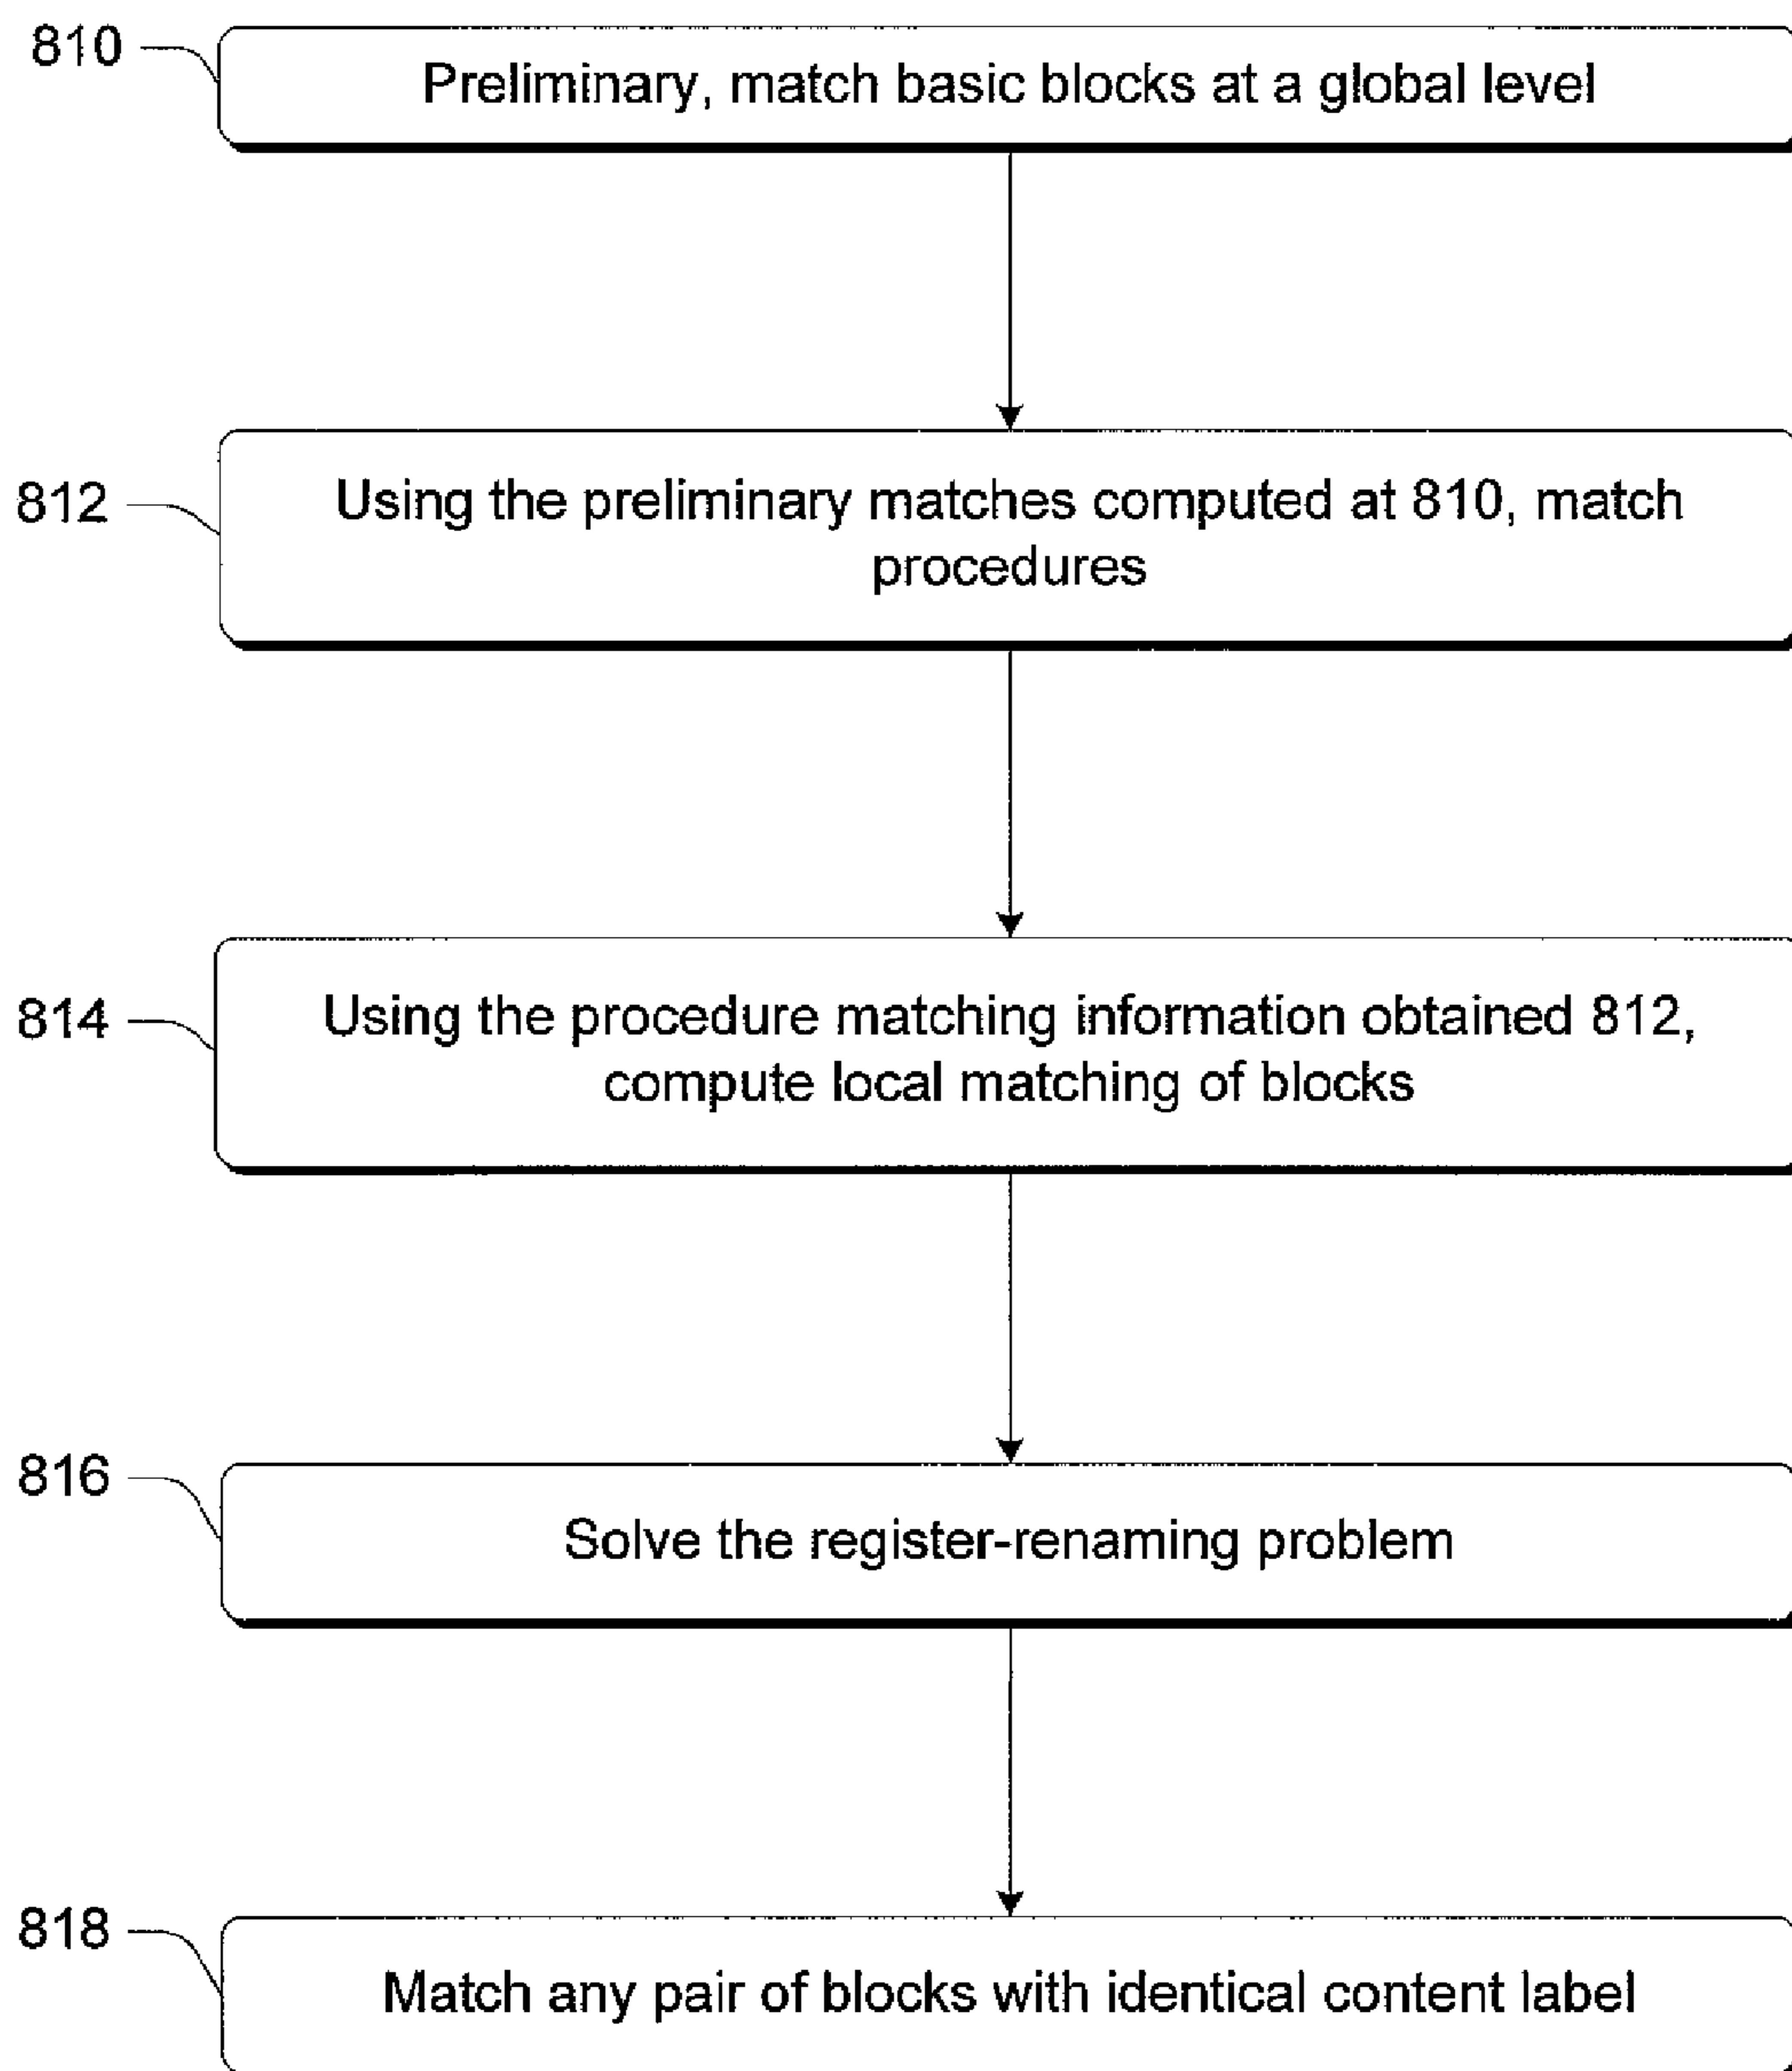 810
Preliminary, match basic blocks at a global level
812
Using the preliminary matches computed at 810, match
procedures
814
Using the procedure matching information obtained 812,
compute local matching of blocks
816
Solve the register-renaming problem
818
Match any pair of blocks with identical content label